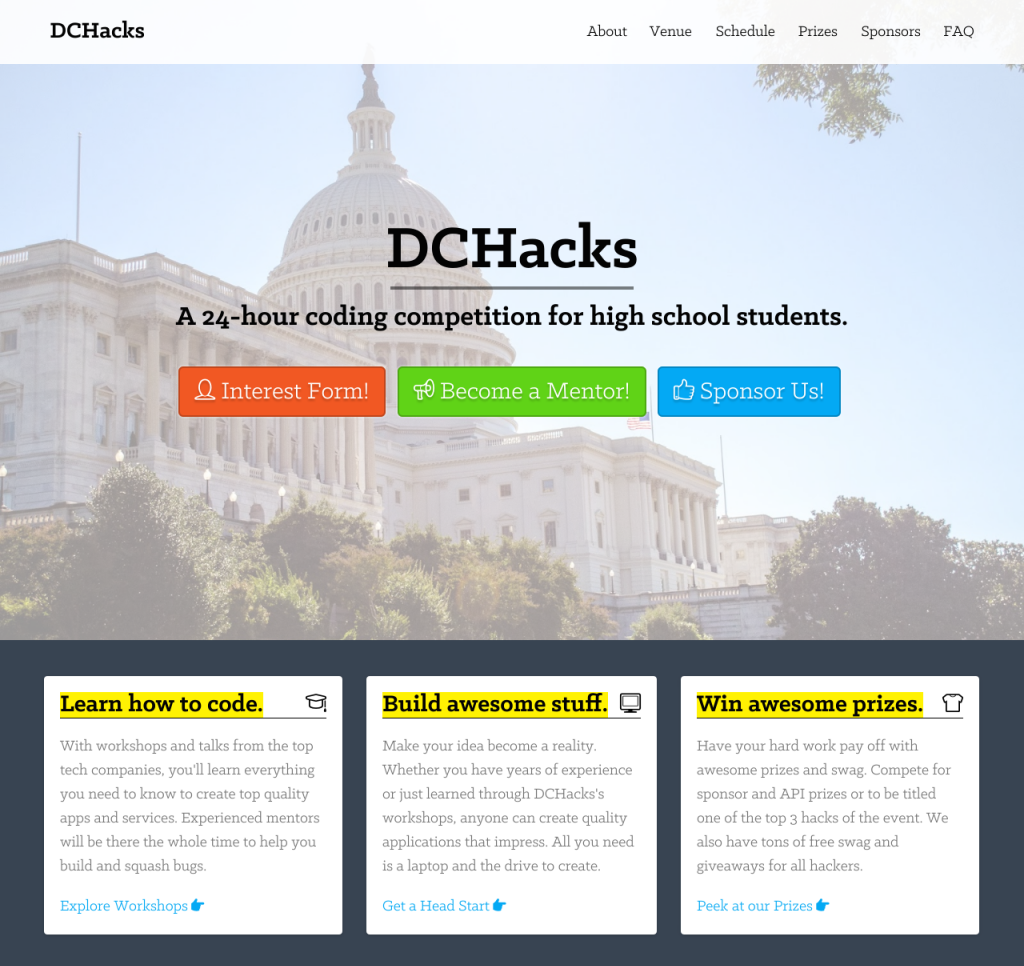 DCHacks
About Venue Schedule Prizes Sponsors FAQ
DCHacks
A 24-hour coding competition for high school students.
Interest Form! Become a Mentor! Sponsor Us!
Learn how to code.
With workshops and talks from the top
tech companies, you'll learn everything
you need to know to create top quality
apps and services. Experienced mentors
will be there the whole time to help you
build and squash bugs.
Explore Workshops
Build awesome stuff.
Make your idea become a reality.
Whether you have years of experience
or just learned through DCHacks's
workshops, anyone can create quality
applications that impress. All you need
is a laptop and the drive to create.
Get a Head Start
Win awesome prizes.
Have your hard work pay off with
awesome prizes and swag. Compete for
sponsor and API prizes or to be titled
one of the top 3 hacks of the event. We
also have tons of free swag and
giveaways for all hackers.
Peek at our Prizes